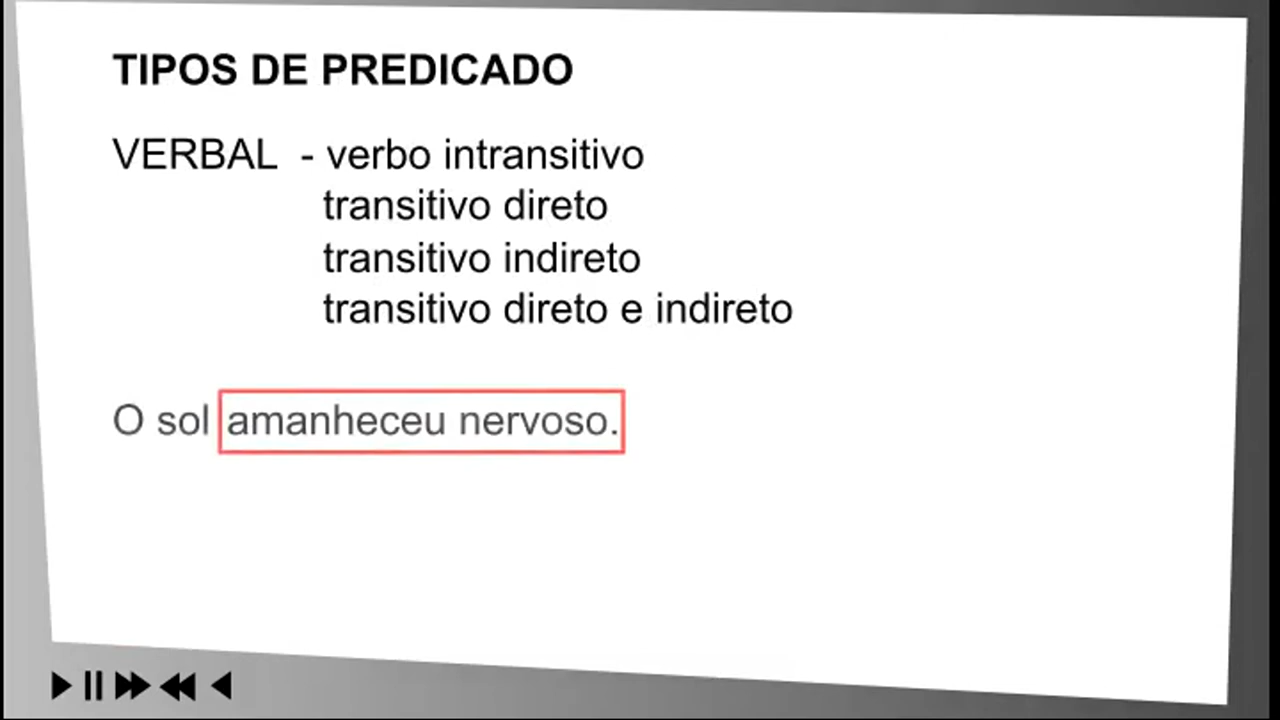 TIPOS DE PREDICADO
VERBAL - verbo intransitivo
transitivo direto
transitivo indireto
transitivo direto e indireto
O sol amanheceu nervoso.